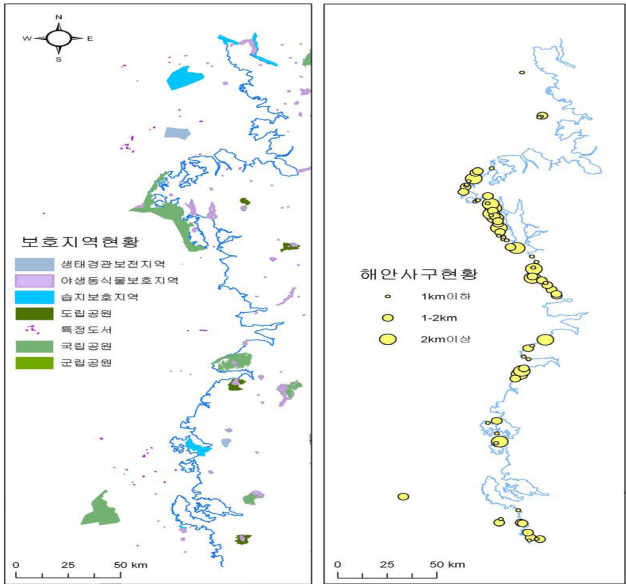 N
W
E
S
보호지역현황
생태경관보전지역
야생동식물보호지역
습지보호지역
도립공원
특정도서
국립공원
군립공원
0 25 50 km
해안사구현황
1km이하
1-2km
2km이상
0 25 50 km